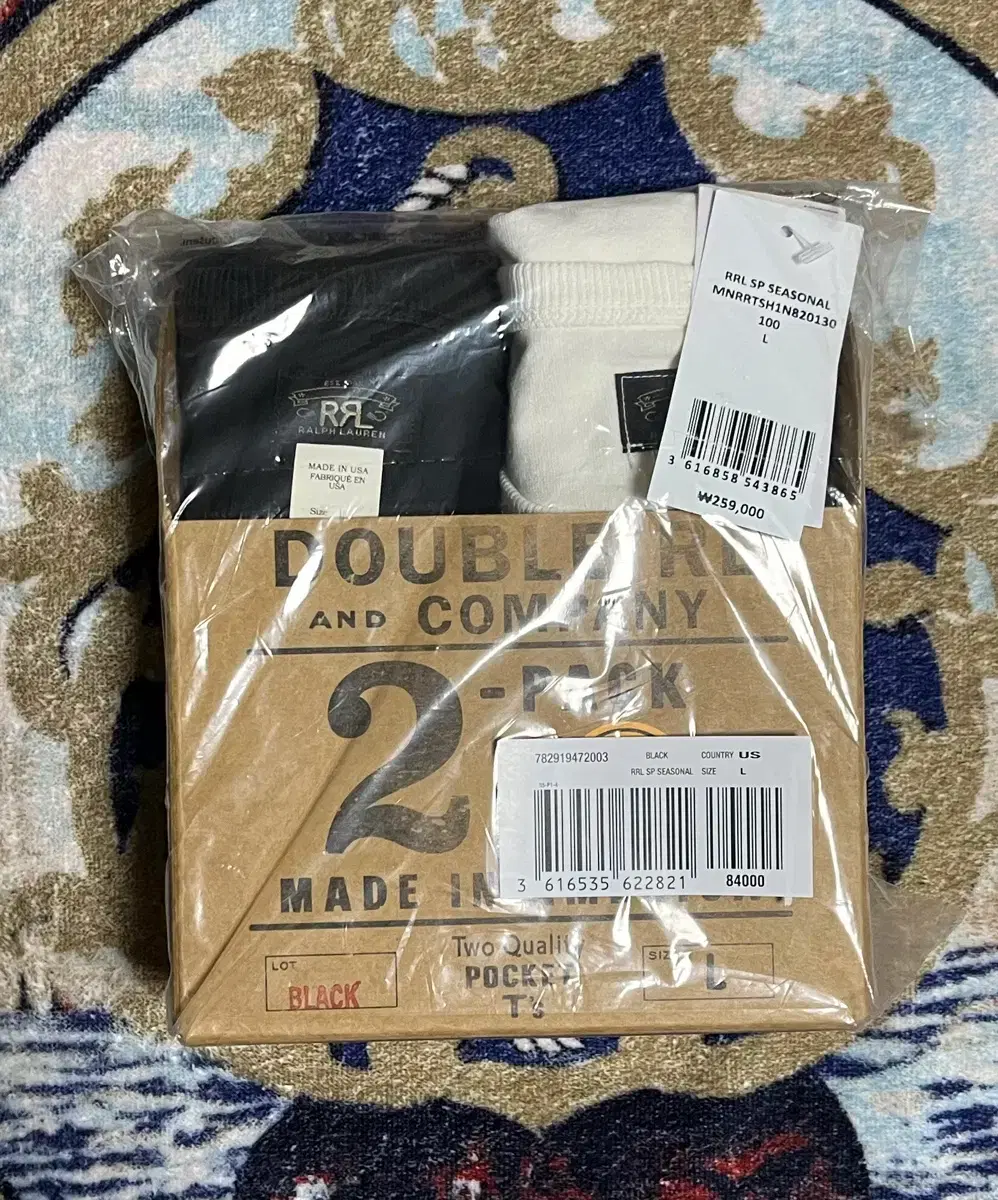 RRL SP SEASONAL
MNRRTSH1N820130
100
L
3 616858 543865
₩259,000
RRL
RALPH LAUREN
MADE IN USA
FABRIQUE EN
USA
Size L
DOUBLE RL
AND COMPANY
2-PACK
782919472003 BLACK COUNTRY US
RRL SP SEASONAL SIZE L
3 616535 622821 84000
MADE IN
Two Quality
POCKET
T's
LOT
BLACK
SIZE
L